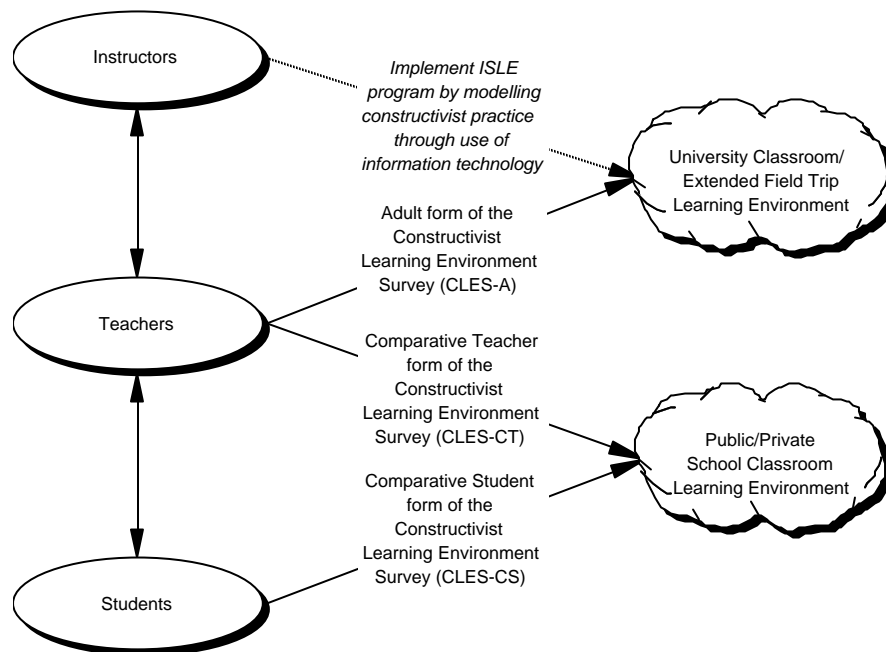 Instructors
Implement ISLE
program by modelling
constructivist practice
through use of
information technology
University Classroom/
Extended Field Trip
Learning Environment
Adult form of the
Constructivist
Learning Environment
Survey (CLES-A)
Teachers
Comparative Teacher
form of the
Constructivist
Learning Environment
Survey (CLES-CT)
Public/Private
School Classroom
Learning Environment
Comparative Student
form of the
Constructivist
Learning Environment
Survey (CLES-CS)
Students